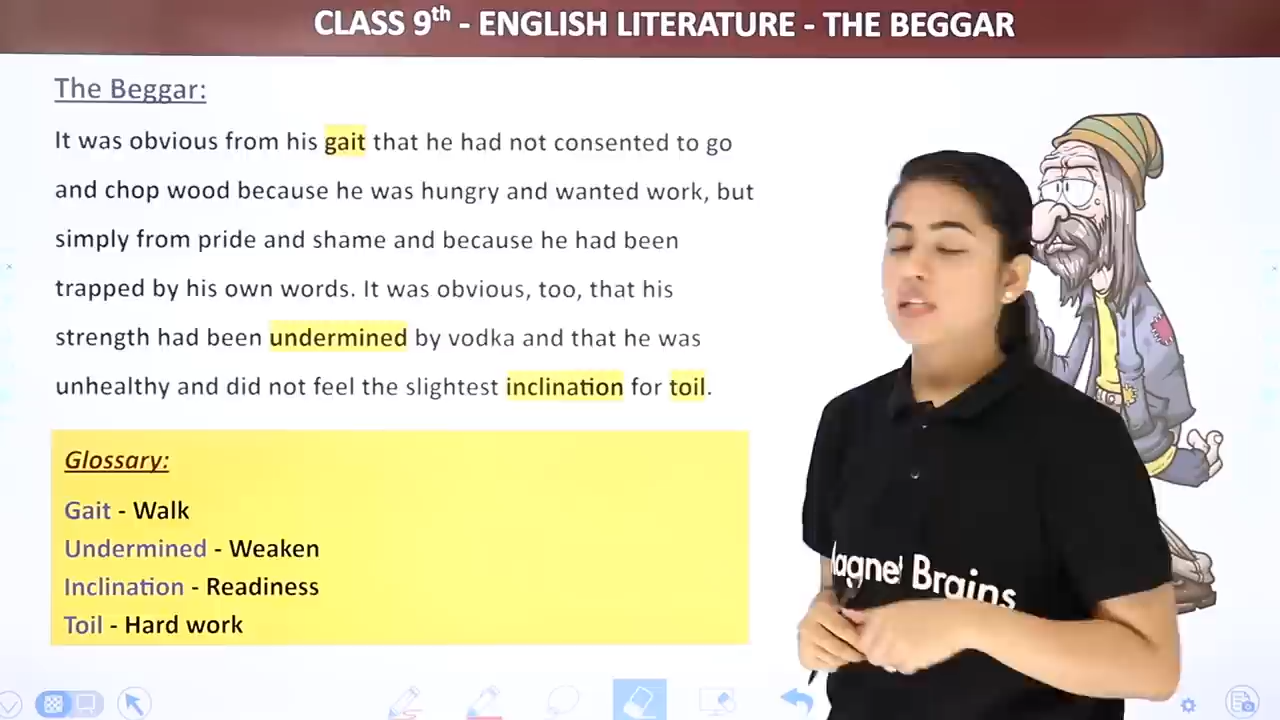 CLASS 9th - ENGLISH LITERATURE - THE BEGGAR
The Beggar:
It was obvious from his gait that he had not consented to go
and chop wood because he was hungry and wanted work, but
simply from pride and shame and because he had been
trapped by his own words. It was obvious, too, that his
strength had been undermined by vodka and that he was
unhealthy and did not feel the slightest inclination for toil.
Glossary:
Gait - Walk
Undermined - Weaken
Inclination - Readiness
Toil - Hard work
Brains